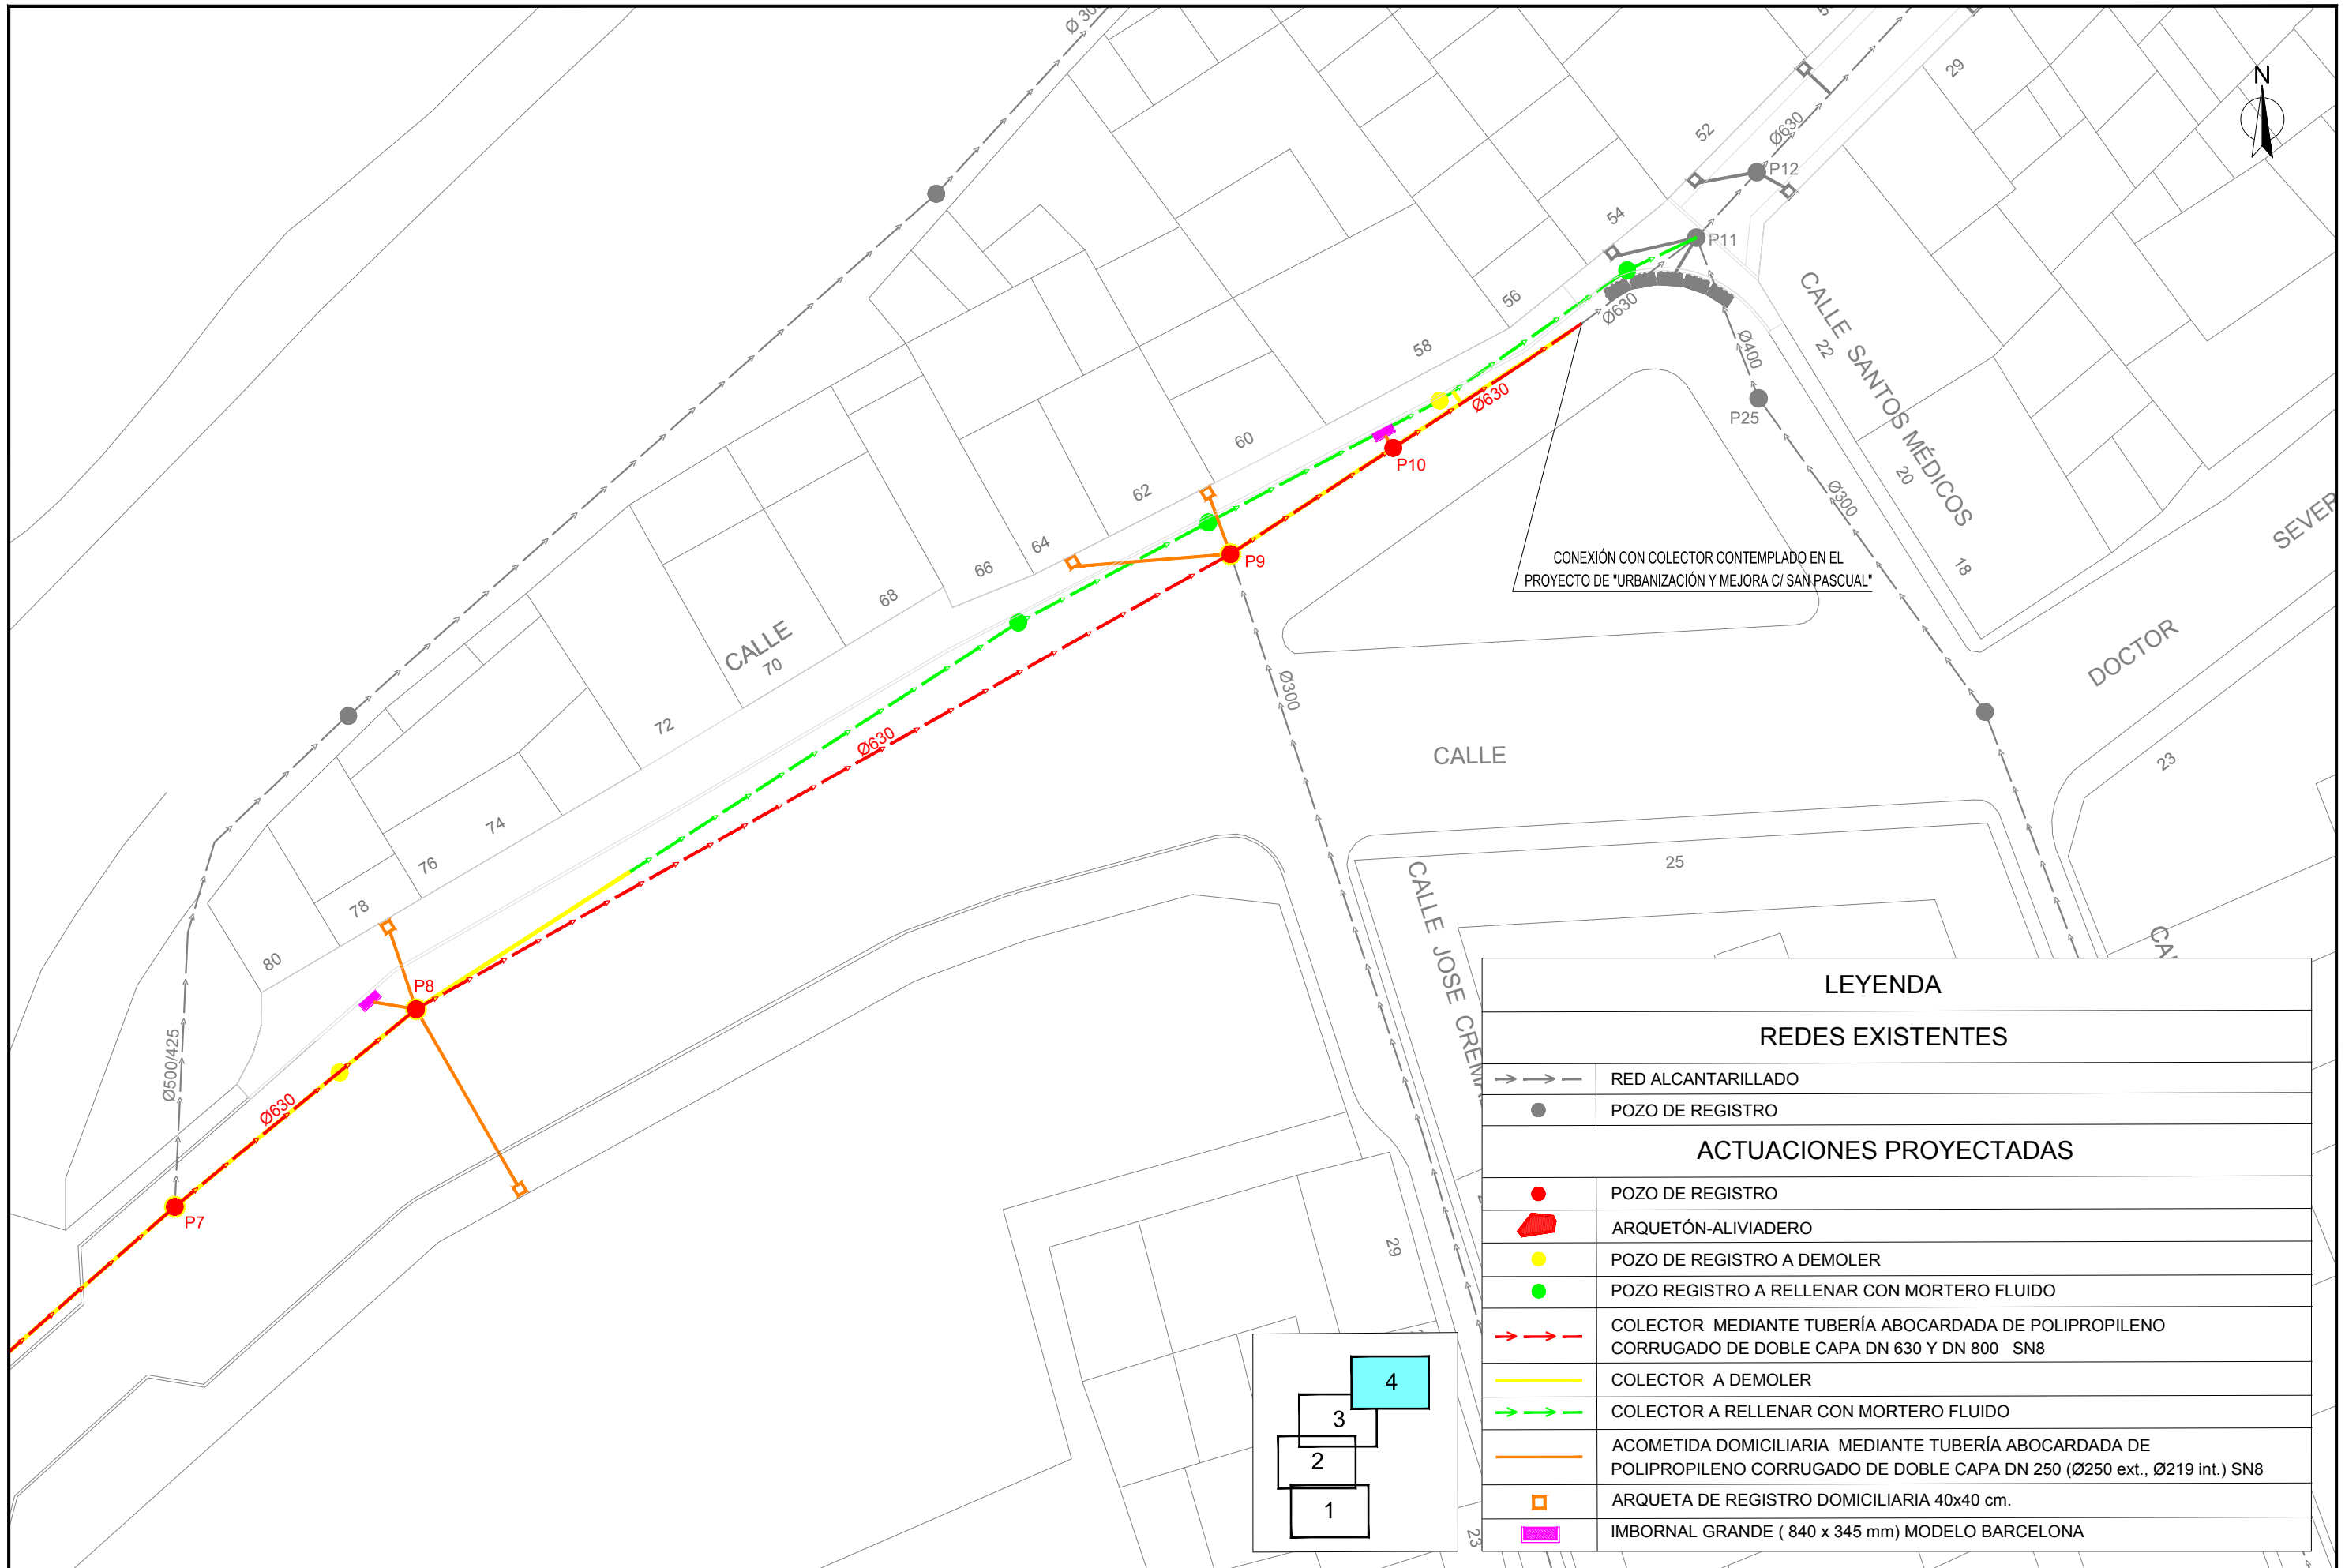 Ø 30
N
29
52
Ø630
P12
54
P11
56
Ø630
58
Ø400
22
CALLE SANTOS MÉDICOS
Ø630
P25
60
P10
20
62
Ø300
SEVER
64
P9
CONEXIÓN CON COLECTOR CONTEMPLADO EN EL
PROYECTO DE "URBANIZACIÓN Y MEJORA C/ SAN PASCUAL"
18
66
68
CALLE
70
DOCTOR
Ø300
72
Ø630
CALLE
23
74
76
25
78
CALLE JOSE CREMA
80
P8
Ø500/425
Ø630
P7
29
23
4
3
2
1
LEYENDA
REDES EXISTENTES
RED ALCANTARILLADO
POZO DE REGISTRO
ACTUACIONES PROYECTADAS
POZO DE REGISTRO
ARQUETÓN-ALIVIADERO
POZO DE REGISTRO A DEMOLER
POZO REGISTRO A RELLENAR CON MORTERO FLUIDO
COLECTOR MEDIANTE TUBERÍA ABOCARDADA DE POLIPROPILENO
CORRUGADO DE DOBLE CAPA DN 630 Y DN 800 SN8
COLECTOR A DEMOLER
COLECTOR A RELLENAR CON MORTERO FLUIDO
ACOMETIDA DOMICILIARIA MEDIANTE TUBERÍA ABOCARDADA DE
POLIPROPILENO CORRUGADO DE DOBLE CAPA DN 250 (Ø250 ext., Ø219 int.) SN8
ARQUETA DE REGISTRO DOMICILIARIA 40x40 cm.
IMBORNAL GRANDE ( 840 x 345 mm) MODELO BARCELONA